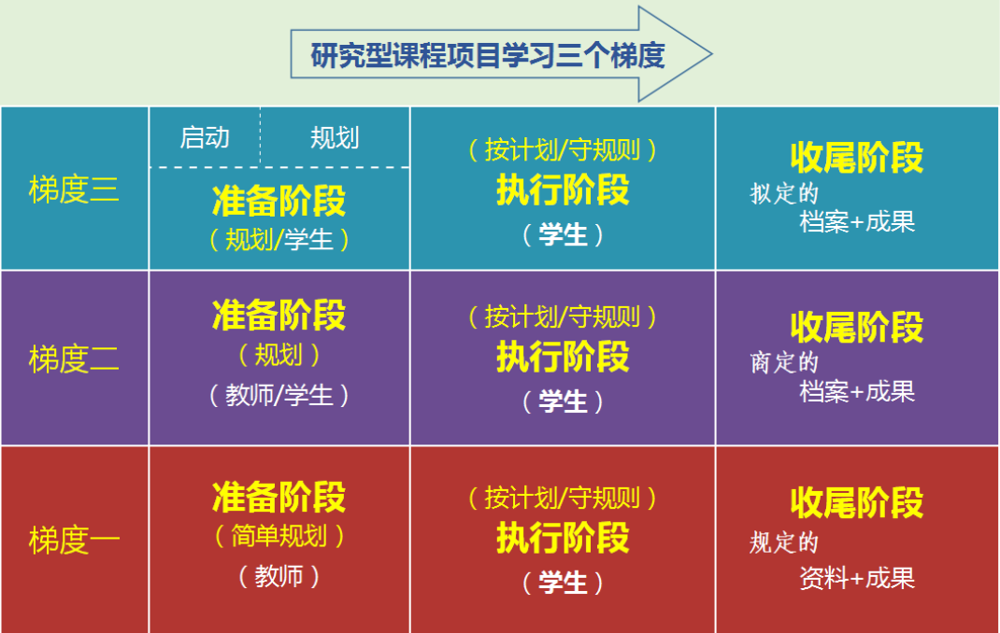 研究型课程项目学习三个梯度
梯度三
启动
规划
准备阶段
（规划/学生）
（按计划/守规则）
执行阶段
（学生）
收尾阶段
拟定的
档案+成果
梯度二
准备阶段
（规划）
（教师/学生）
（按计划/守规则）
执行阶段
（学生）
收尾阶段
商定的
档案+成果
梯度一
准备阶段
（简单规划）
（教师）
（按计划/守规则）
执行阶段
（学生）
收尾阶段
规定的
资料+成果